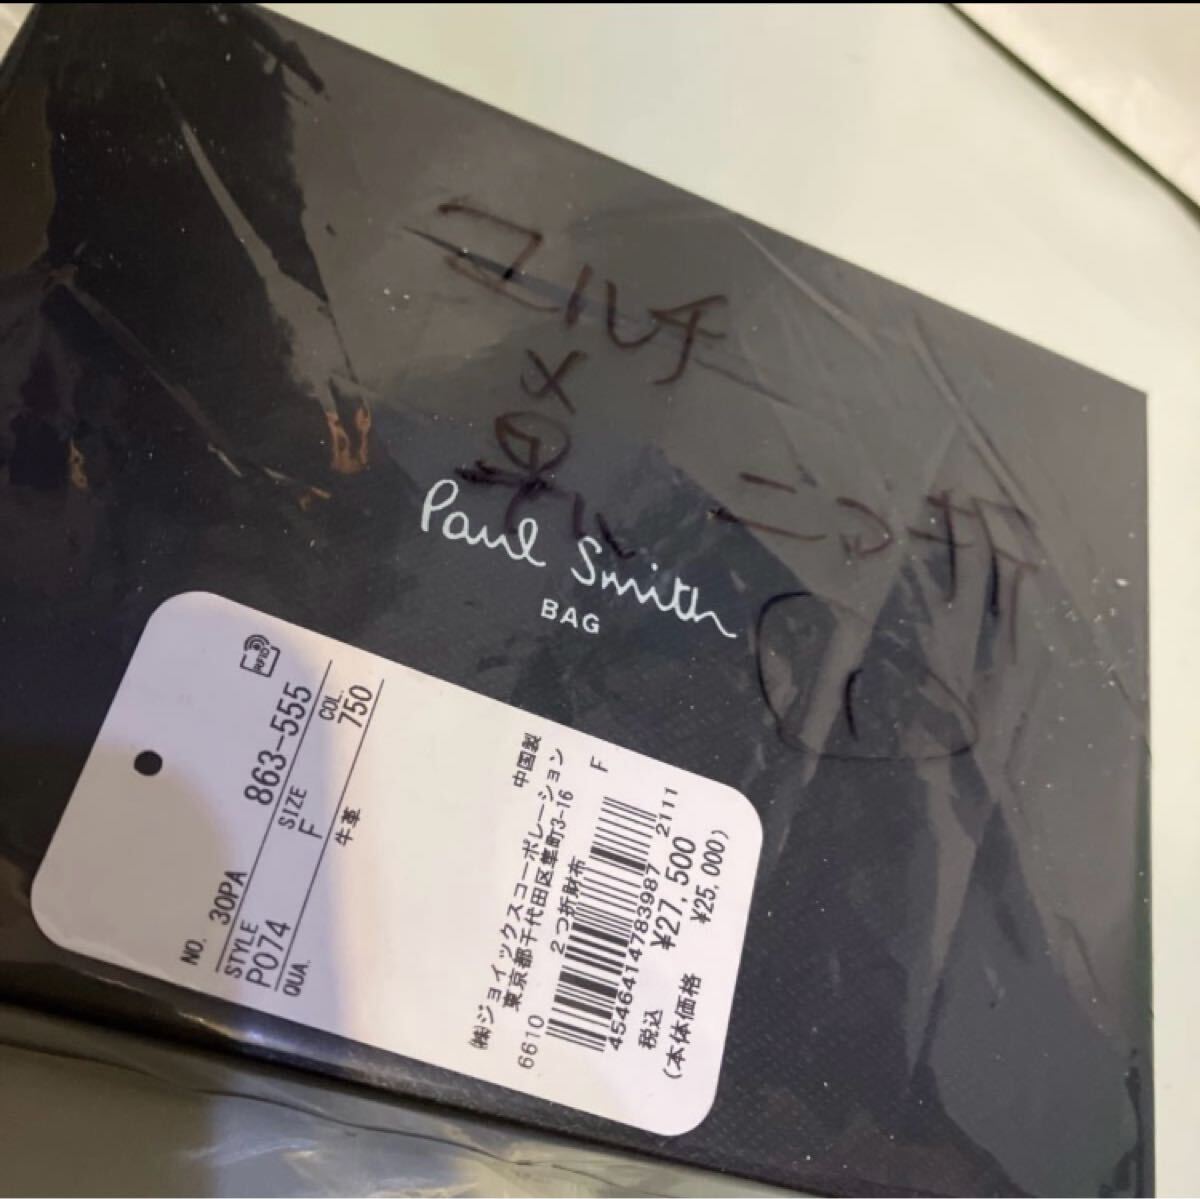 マルチ
×
黒
二つ折
Paul Smith
BAG
RFID
NO. 30PA 863-555
STYLE SIZE COL.
P074 F 750
QUA. 牛革
中国製
㈱ジョイックスコーポレーション
東京都千代田区隼町3-16
6610 2つ折財布 F
4546414783987 2111
税込 ¥27,500
(本体価格 ¥25,000)